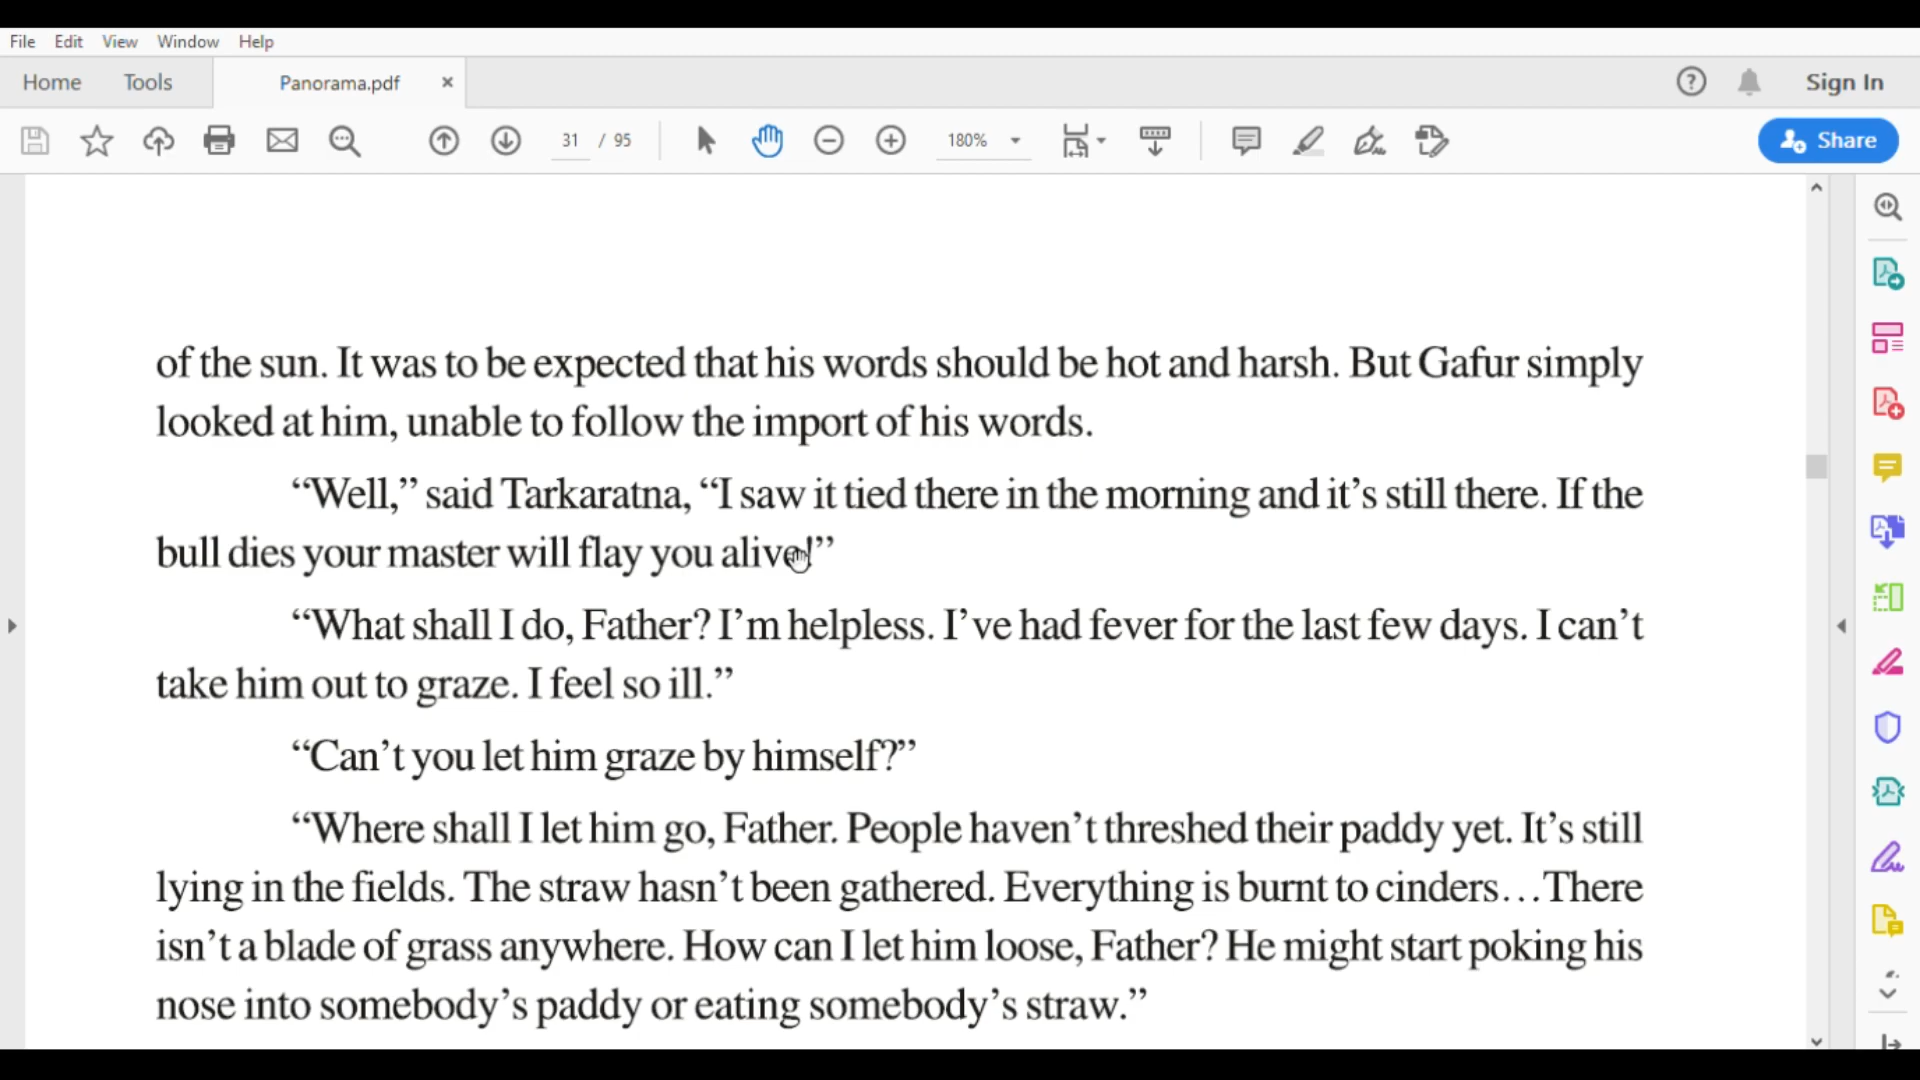 File Edit View Window Help
Home Tools Panorama.pdf × Sign In
31 / 95 180% Share
of the sun. It was to be expected that his words should be hot and harsh. But Gafur simply
looked at him, unable to follow the import of his words.
“Well,” said Tarkaratna, “I saw it tied there in the morning and it’s still there. If the
bull dies your master will flay you alive!”
“What shall I do, Father? I’m helpless. I’ve had fever for the last few days. I can’t
take him out to graze. I feel so ill.”
“Can’t you let him graze by himself?”
“Where shall I let him go, Father. People haven’t threshed their paddy yet. It’s still
lying in the fields. The straw hasn’t been gathered. Everything is burnt to cinders…There
isn’t a blade of grass anywhere. How can I let him loose, Father? He might start poking his
nose into somebody’s paddy or eating somebody’s straw.”